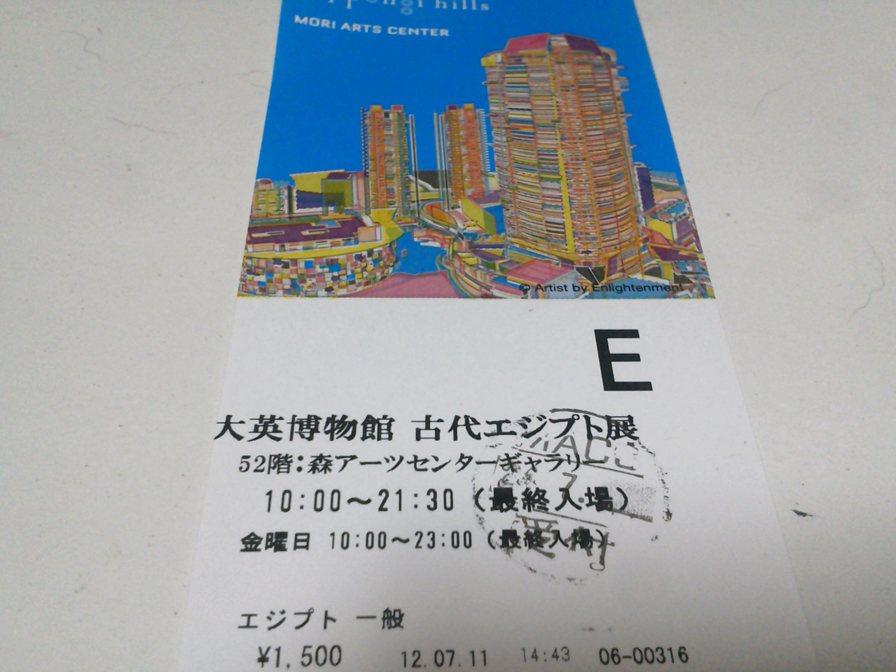 hills
MORI ARTS CENTER
© Artist by Enlightenment
E
大英博物館 古代エジプト展
52階:森アーツセンターギャラリー
10:00～21:30（最終入場）
金曜日 10:00～23:00（最終入場）
エジプト 一般
¥1,500 12.07.11 14:43 06-00316